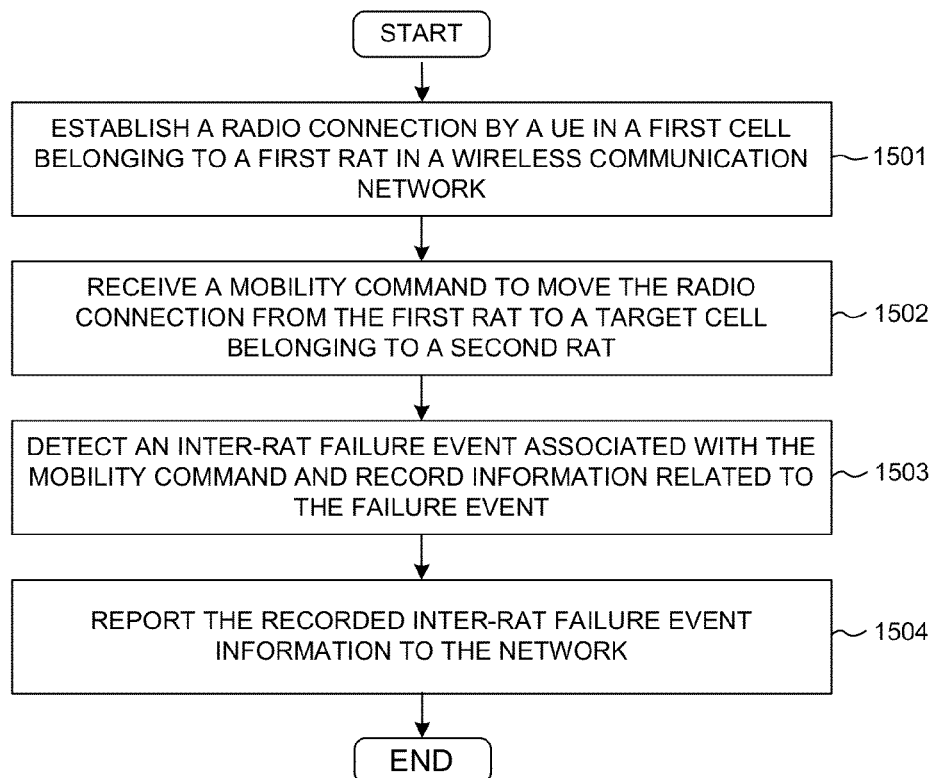 START
ESTABLISH A RADIO CONNECTION BY A UE IN A FIRST CELL
BELONGING TO A FIRST RAT IN A WIRELESS COMMUNICATION
NETWORK
1501
RECEIVE A MOBILITY COMMAND TO MOVE THE RADIO
CONNECTION FROM THE FIRST RAT TO A TARGET CELL
BELONGING TO A SECOND RAT
1502
DETECT AN INTER-RAT FAILURE EVENT ASSOCIATED WITH THE
MOBILITY COMMAND AND RECORD INFORMATION RELATED TO
THE FAILURE EVENT
1503
REPORT THE RECORDED INTER-RAT FAILURE EVENT
INFORMATION TO THE NETWORK
1504
END